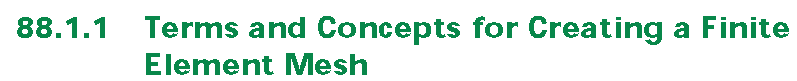 88.1.1 Terms and Concepts for Creating a Finite
Element Mesh